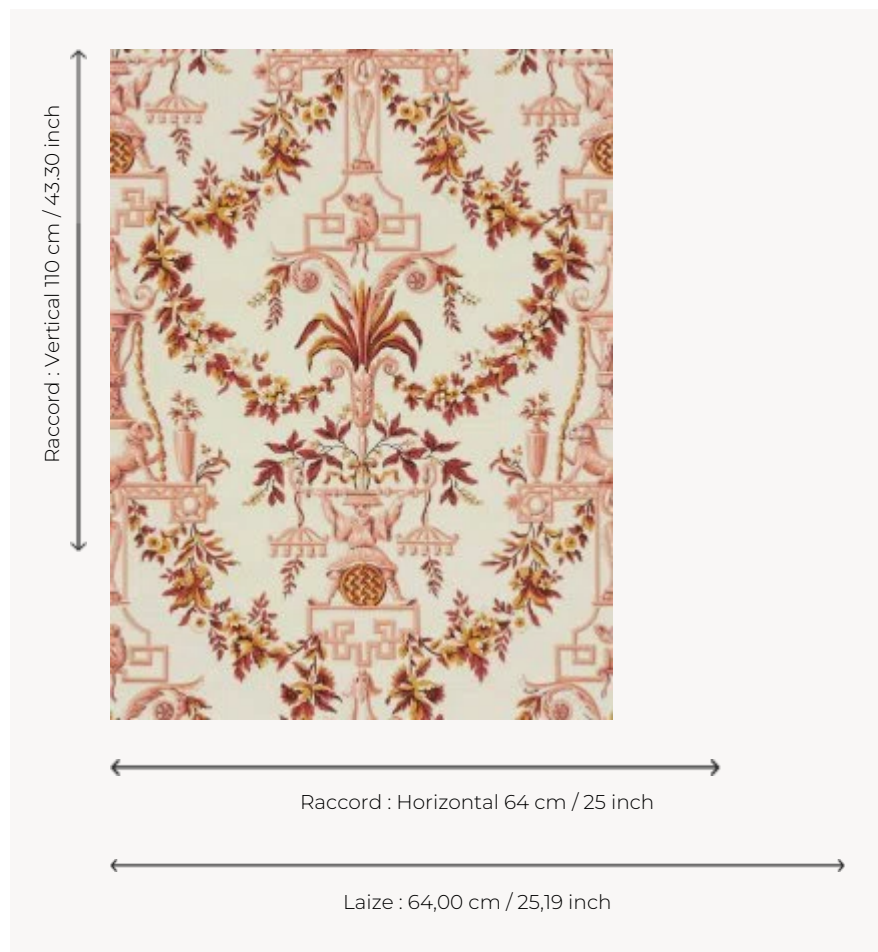 Raccord : Vertical 110 cm / 43.30 inch
Raccord : Horizontal 64 cm / 25 inch
Laize : 64,00 cm / 25,19 inch